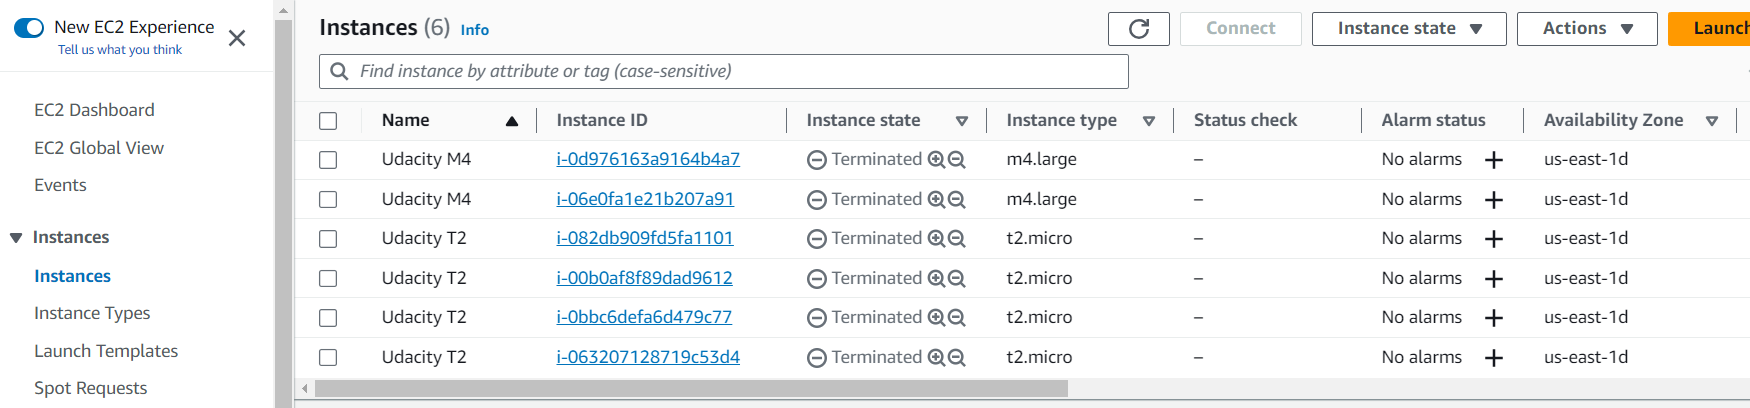 New EC2 Experience
Tell us what you think
EC2 Dashboard
EC2 Global View
Events
Instances
Instances
Instance Types
Launch Templates
Spot Requests
Instances (6) Info
Connect Instance state Actions Launch
Find instance by attribute or tag (case-sensitive)
Name Instance ID Instance state Instance type Status check Alarm status Availability Zone
Udacity M4 i-0d976163a9164b4a7 Terminated m4.large – No alarms + us-east-1d
Udacity M4 i-06e0fa1e21b207a91 Terminated m4.large – No alarms + us-east-1d
Udacity T2 i-082db909fd5fa1101 Terminated t2.micro – No alarms + us-east-1d
Udacity T2 i-00b0af8f89dad9612 Terminated t2.micro – No alarms + us-east-1d
Udacity T2 i-0bbc6defa6d479c77 Terminated t2.micro – No alarms + us-east-1d
Udacity T2 i-063207128719c53d4 Terminated t2.micro – No alarms + us-east-1d